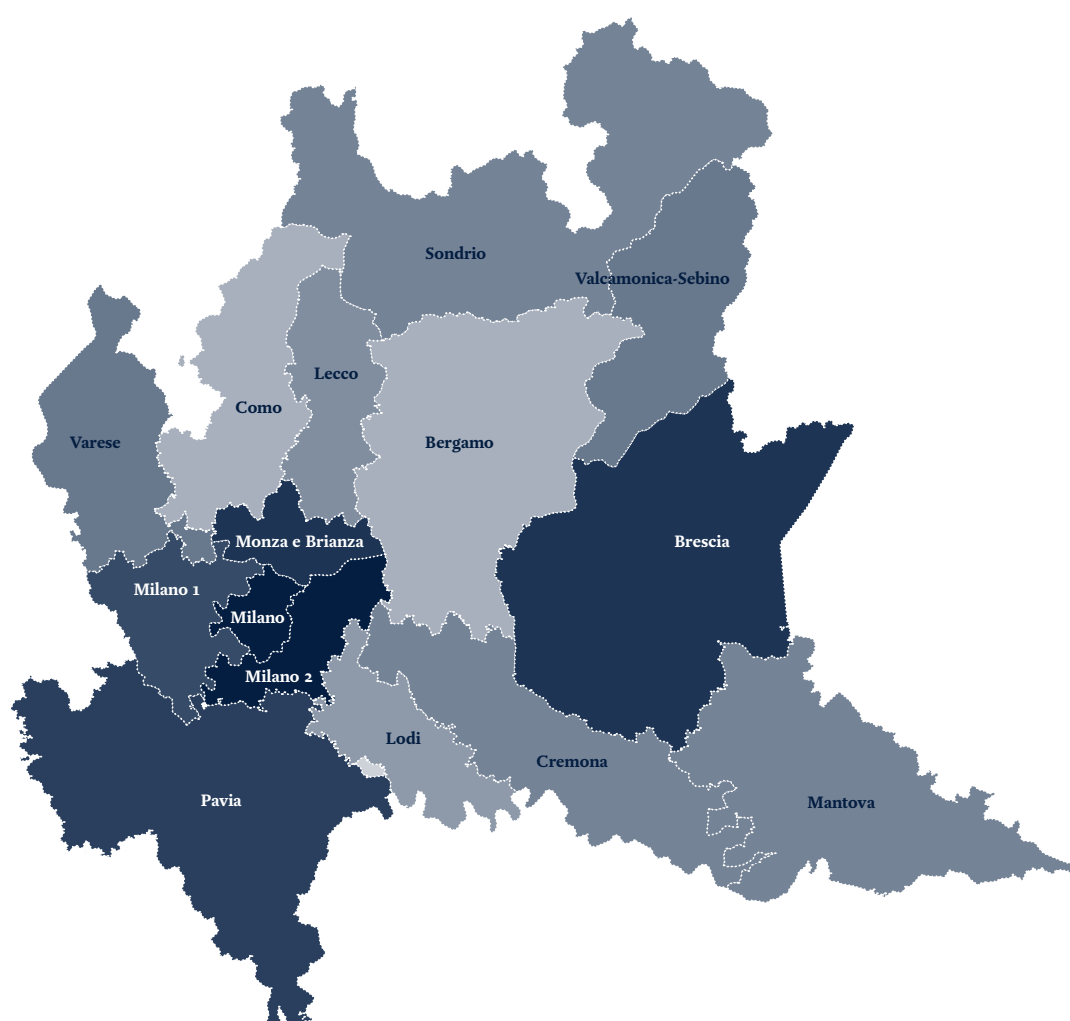 Sondrio
Valcamonica-Sebino
Lecco
Como
Varese
Bergamo
Monza e Brianza
Brescia
Milano 1
Milano
Milano 2
Lodi
Cremona
Pavia
Mantova